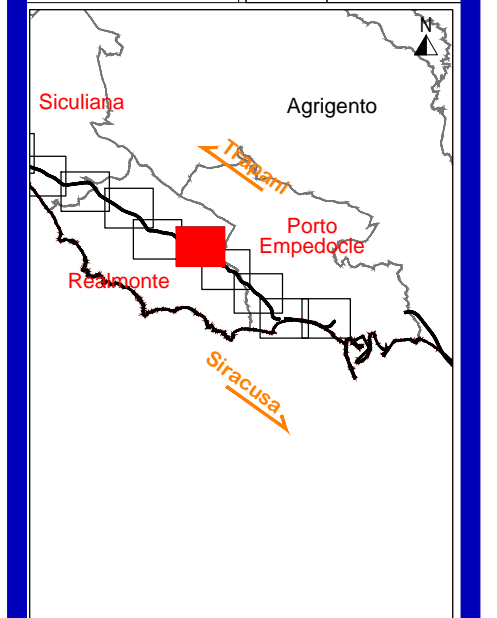 N
Siculiana
Agrigento
Trapani
Porto
Empedocle
Realmonte
Siracusa